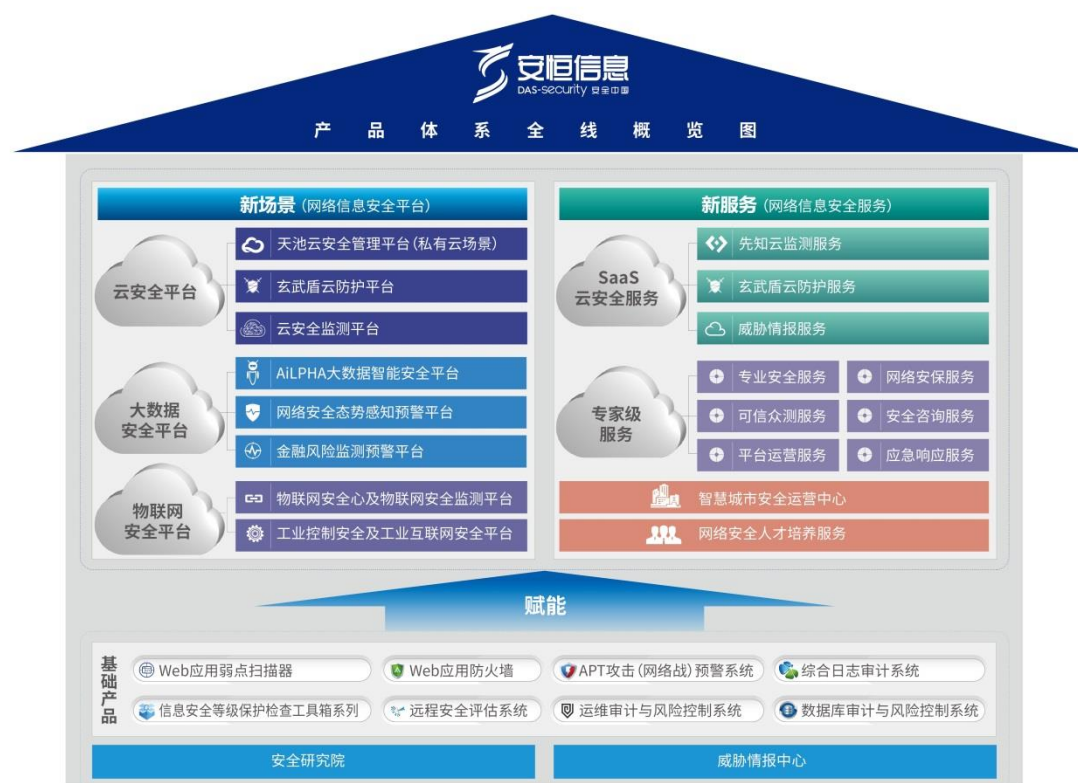 安恒信息
DAS-security 安全中国
产品体系全线概览图
新场景(网络信息安全平台)
云安全平台
天池云安全管理平台(私有云场景)
玄武盾云防护平台
云安全监测平台
大数据
安全平台
AiLPHA大数据智能安全平台
网络安全态势感知预警平台
金融风险监测预警平台
物联网
安全平台
物联网安全心及物联网安全监测平台
工业控制安全及工业互联网安全平台
新服务(网络信息安全服务)
SaaS
云安全服务
先知云监测服务
玄武盾云防护服务
威胁情报服务
专家级
服务
专业安全服务
网络安保服务
可信众测服务
安全咨询服务
平台运营服务
应急响应服务
智慧城市安全运营中心
网络安全人才培养服务
赋能
基础产品
Web应用弱点扫描器
Web应用防火墙
APT攻击(网络战)预警系统
综合日志审计系统
信息安全等级保护检查工具箱系列
远程安全评估系统
运维审计与风险控制系统
数据库审计与风险控制系统
安全研究院
威胁情报中心